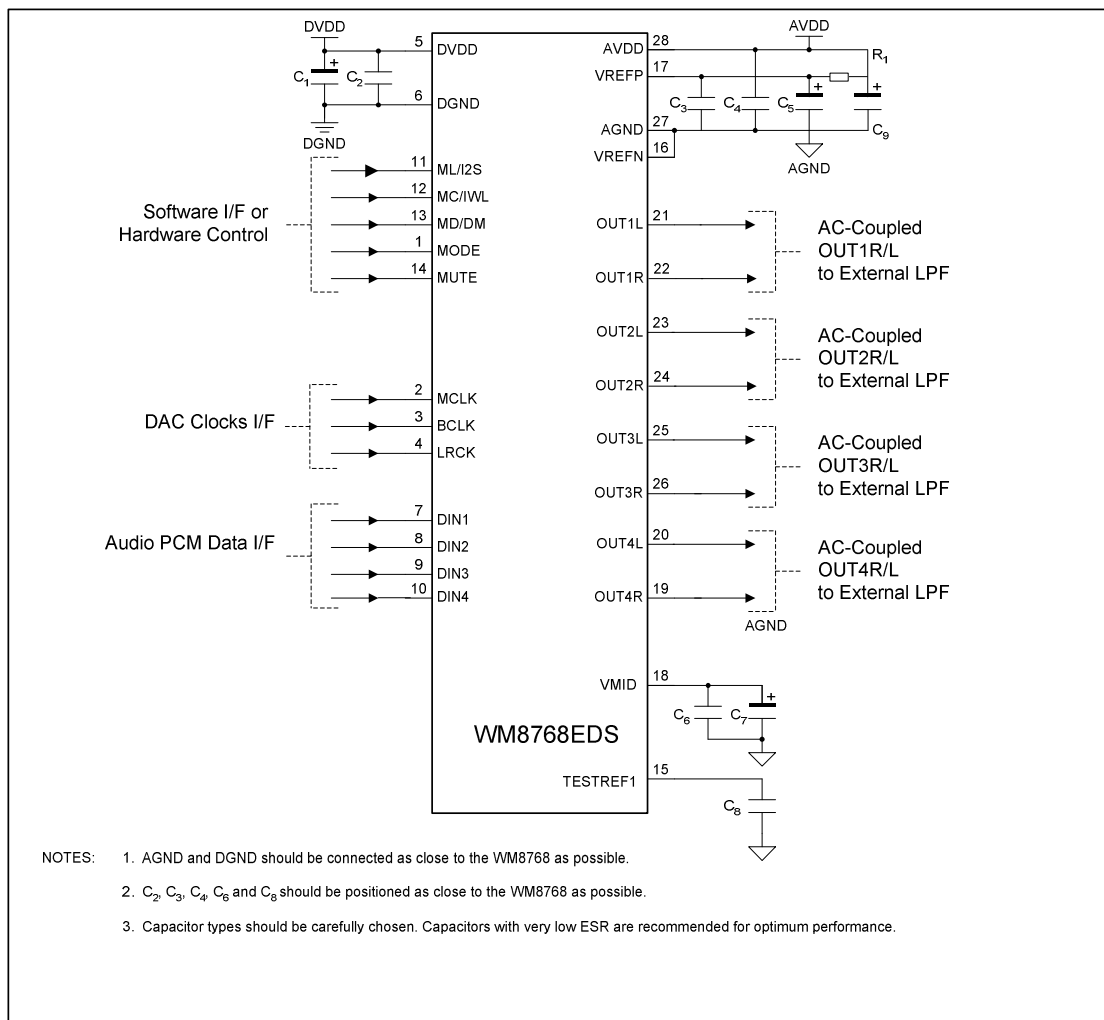 DVDD
AVDD
5
DVDD
AVDD
28
R1
VREFP
17
C1
+
C2
C3
C4
C5
+
+
C9
6
DGND
AGND
27
VREFN
16
DGND
AGND
11
ML/I2S
12
MC/IWL
13
MD/DM
1
MODE
14
MUTE
Software I/F or
Hardware Control
OUT1L
21
OUT1R
22
AC-Coupled
OUT1R/L
to External LPF
OUT2L
23
OUT2R
24
AC-Coupled
OUT2R/L
to External LPF
DAC Clocks I/F
2
MCLK
3
BCLK
4
LRCK
OUT3L
25
OUT3R
26
AC-Coupled
OUT3R/L
to External LPF
Audio PCM Data I/F
7
DIN1
8
DIN2
9
DIN3
10
DIN4
OUT4L
20
OUT4R
19
AC-Coupled
OUT4R/L
to External LPF
AGND
VMID
18
C6
C7
+
WM8768EDS
TESTREF1
15
C8
NOTES: 1. AGND and DGND should be connected as close to the WM8768 as possible.
2. C2, C3, C4, C6 and C8 should be positioned as close to the WM8768 as possible.
3. Capacitor types should be carefully chosen. Capacitors with very low ESR are recommended for optimum performance.